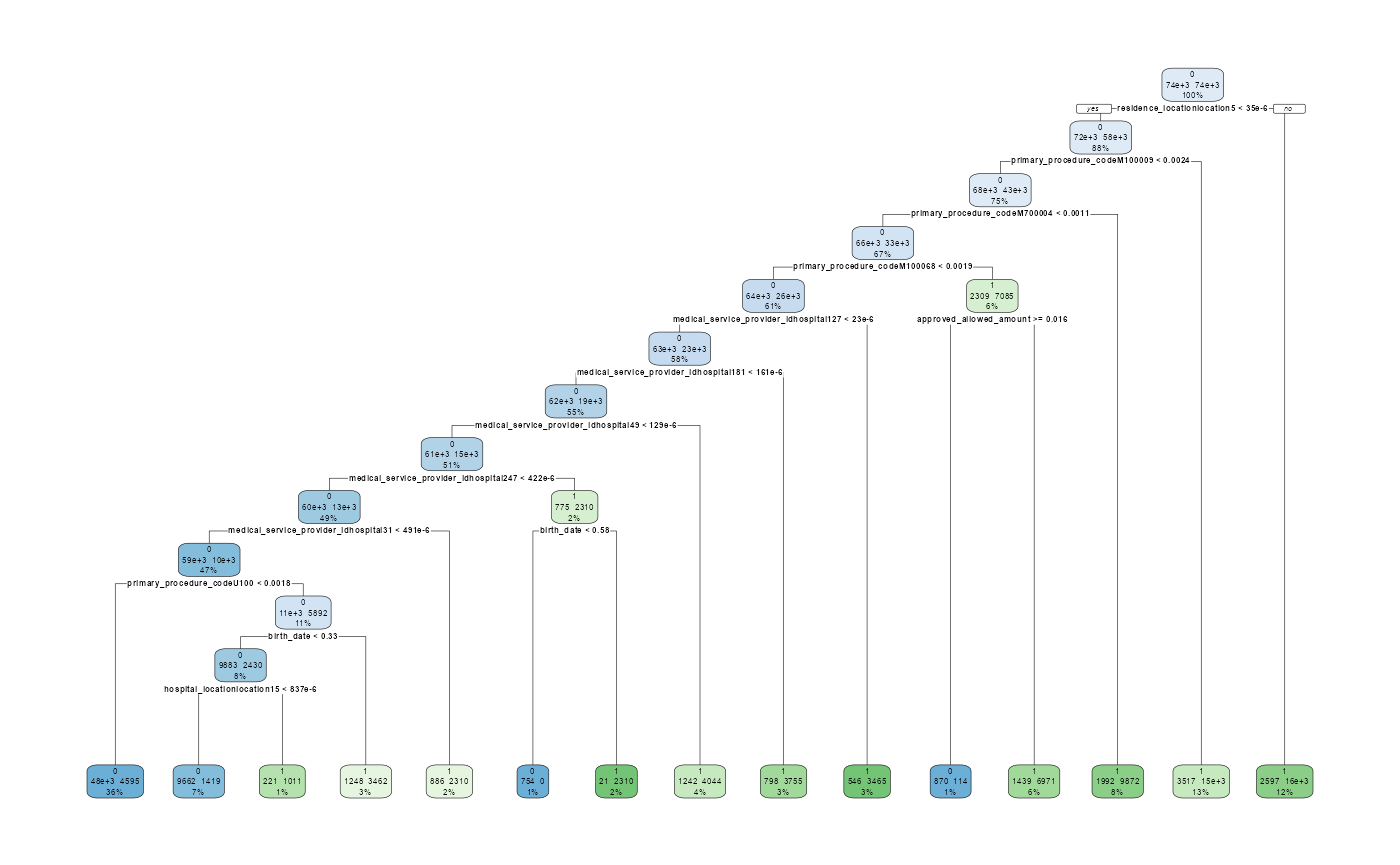 0
74e+3 74e+3
100%
yes
residence_locationlocation5 < 35e-6
no
0
72e+3 58e+3
88%
primary_procedure_codeM100009 < 0.0024
0
68e+3 43e+3
75%
primary_procedure_codeM700004 < 0.0011
0
66e+3 33e+3
67%
primary_procedure_codeM100068 < 0.0019
0
64e+3 26e+3
61%
1
2309 7085
6%
medical_service_provider_idhospital127 < 23e-6
approved_allowed_amount >= 0.016
0
63e+3 23e+3
58%
medical_service_provider_idhospital181 < 161e-6
0
62e+3 19e+3
55%
medical_service_provider_idhospital49 < 129e-6
0
61e+3 15e+3
51%
medical_service_provider_idhospital247 < 422e-6
0
60e+3 13e+3
49%
1
775 2310
2%
medical_service_provider_idhospital31 < 491e-6
birth_date < 0.58
0
59e+3 10e+3
47%
primary_procedure_codeU100 < 0.0018
0
11e+3 5892
11%
birth_date < 0.33
0
9883 2430
8%
hospital_locationlocation15 < 837e-6
0
48e+3 4595
36%
0
9662 1419
7%
1
221 1011
1%
1
1248 3462
3%
1
886 2310
2%
0
754 0
1%
1
21 2310
2%
1
1242 4044
4%
1
798 3755
3%
1
546 3465
3%
0
870 114
1%
1
1439 6971
6%
1
1992 9872
8%
1
3517 15e+3
13%
1
2597 16e+3
12%